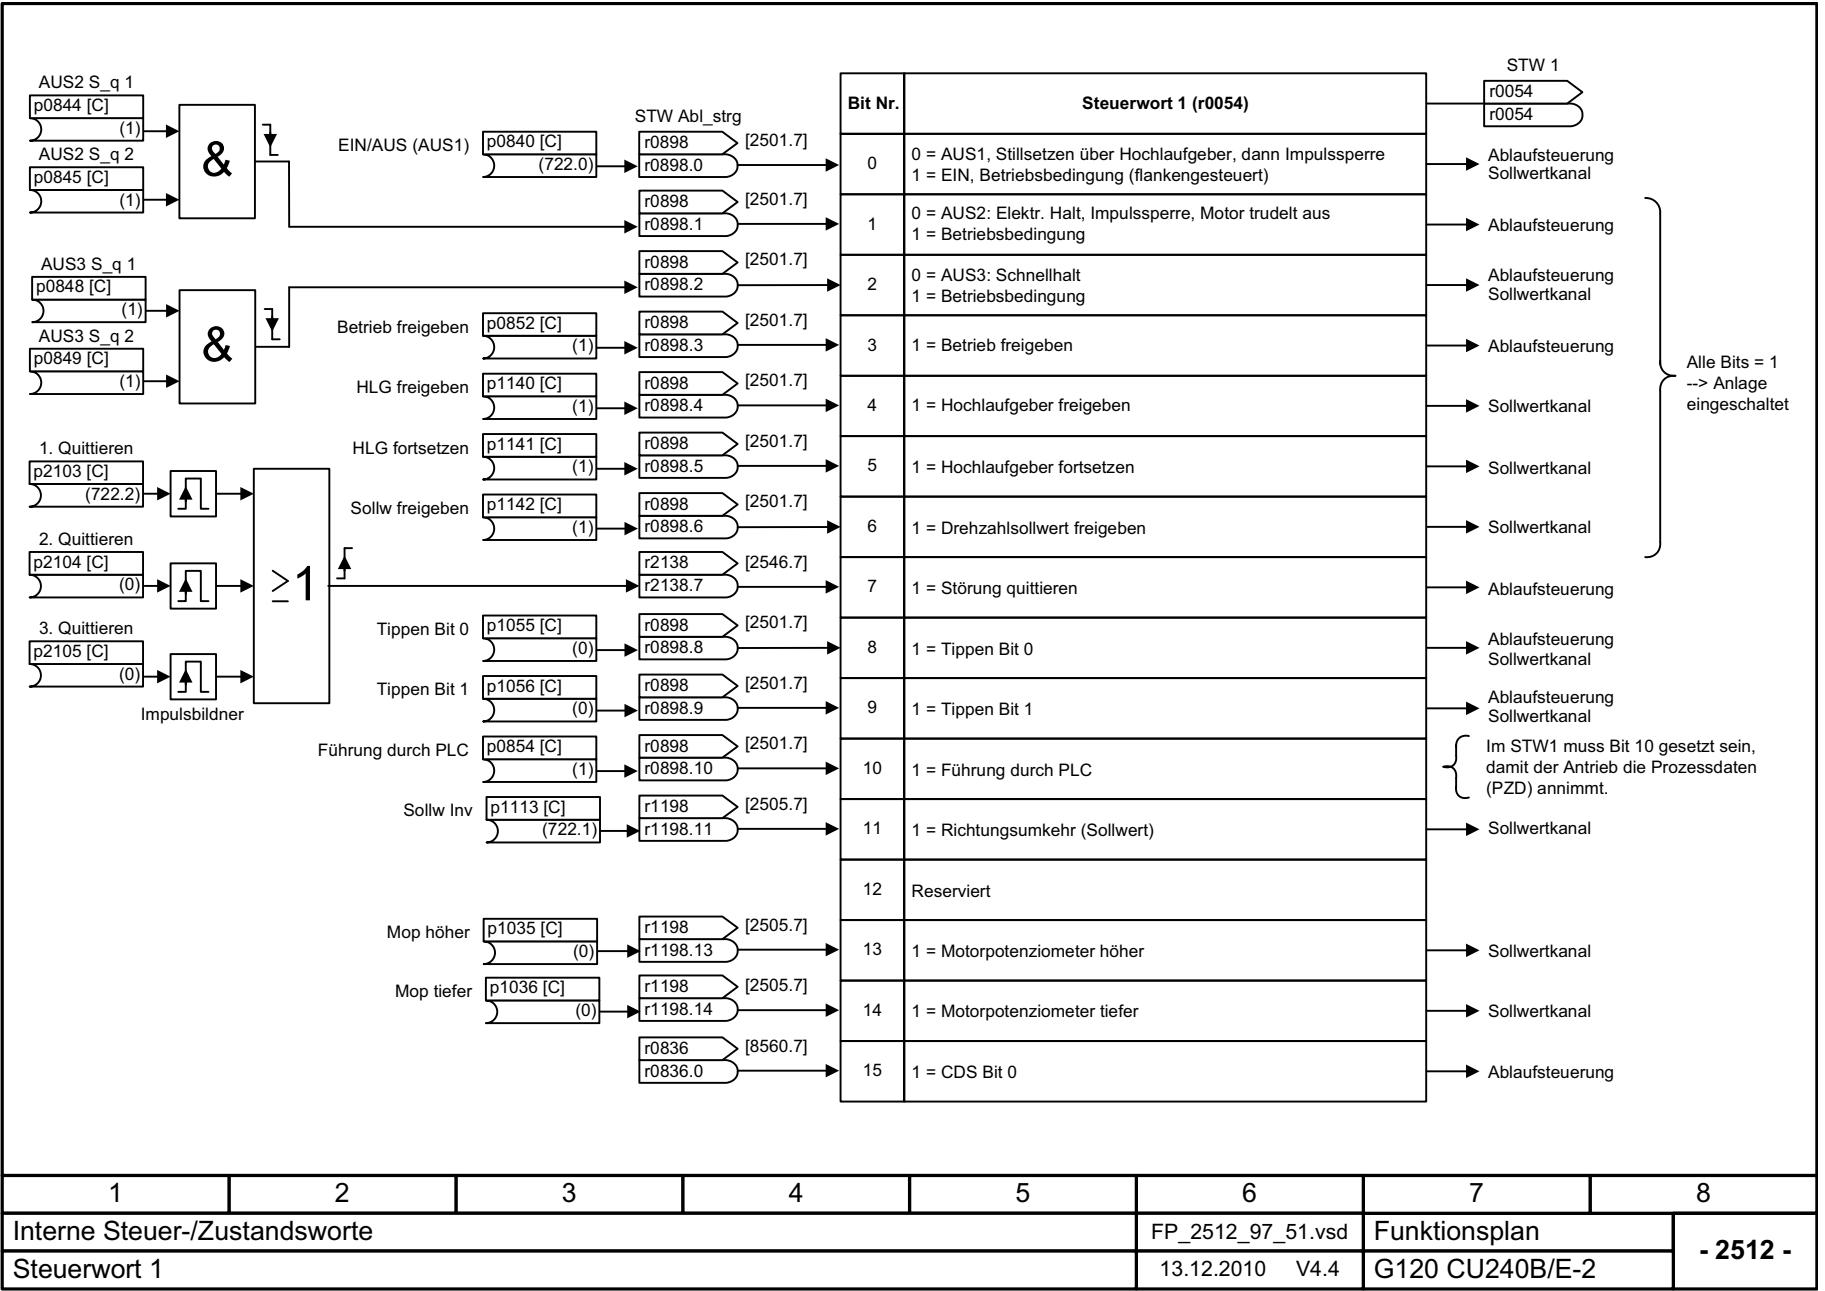 AUS2 S_q 1
p0844 [C]
(1)
AUS2 S_q 2
p0845 [C]
(1)
&
AUS3 S_q 1
p0848 [C]
(1)
AUS3 S_q 2
p0849 [C]
(1)
&
1. Quittieren
p2103 [C]
(722.2)
2. Quittieren
p2104 [C]
(0)
3. Quittieren
p2105 [C]
(0)
Impulsbildner
≥1
STW Abl_strg
EIN/AUS (AUS1)
p0840 [C]
(722.0)
r0898
[2501.7]
r0898.0
r0898
[2501.7]
r0898.1
r0898
[2501.7]
r0898.2
Betrieb freigeben
p0852 [C]
(1)
r0898
[2501.7]
r0898.3
HLG freigeben
p1140 [C]
(1)
r0898
[2501.7]
r0898.4
HLG fortsetzen
p1141 [C]
(1)
r0898
[2501.7]
r0898.5
Sollw freigeben
p1142 [C]
(1)
r0898
[2501.7]
r0898.6
r2138
[2546.7]
r2138.7
Tippen Bit 0
p1055 [C]
(0)
r0898
[2501.7]
r0898.8
Tippen Bit 1
p1056 [C]
(0)
r0898
[2501.7]
r0898.9
Führung durch PLC
p0854 [C]
(1)
r0898
[2501.7]
r0898.10
Sollw Inv
p1113 [C]
(722.1)
r1198
[2505.7]
r1198.11
Mop höher
p1035 [C]
(0)
r1198
[2505.7]
r1198.13
Mop tiefer
p1036 [C]
(0)
r1198
[2505.7]
r1198.14
r0836
[8560.7]
r0836.0
Bit Nr.
Steuerwort 1 (r0054)
STW 1
r0054
r0054
0
0 = AUS1, Stillsetzen über Hochlaufgeber, dann Impulssperre
1 = EIN, Betriebsbedingung (flankengesteuert)
Ablaufsteuerung
Sollwertkanal
1
0 = AUS2: Elektr. Halt, Impulssperre, Motor trudelt aus
1 = Betriebsbedingung
Ablaufsteuerung
2
0 = AUS3: Schnellhalt
1 = Betriebsbedingung
Ablaufsteuerung
Sollwertkanal
3
1 = Betrieb freigeben
Ablaufsteuerung
4
1 = Hochlaufgeber freigeben
Sollwertkanal
5
1 = Hochlaufgeber fortsetzen
Sollwertkanal
6
1 = Drehzahlsollwert freigeben
Sollwertkanal
Alle Bits = 1
--> Anlage
eingeschaltet
7
1 = Störung quittieren
Ablaufsteuerung
8
1 = Tippen Bit 0
Ablaufsteuerung
Sollwertkanal
9
1 = Tippen Bit 1
Ablaufsteuerung
Sollwertkanal
10
1 = Führung durch PLC
Im STW1 muss Bit 10 gesetzt sein,
damit der Antrieb die Prozessdaten
(PZD) annimmt.
11
1 = Richtungsumkehr (Sollwert)
Sollwertkanal
12
Reserviert
13
1 = Motorpotenziometer höher
Sollwertkanal
14
1 = Motorpotenziometer tiefer
Sollwertkanal
15
1 = CDS Bit 0
Ablaufsteuerung
1 2 3 4 5 6 7 8
Interne Steuer-/Zustandsworte
FP_2512_97_51.vsd
Funktionsplan
- 2512 -
Steuerwort 1
13.12.2010 V4.4
G120 CU240B/E-2